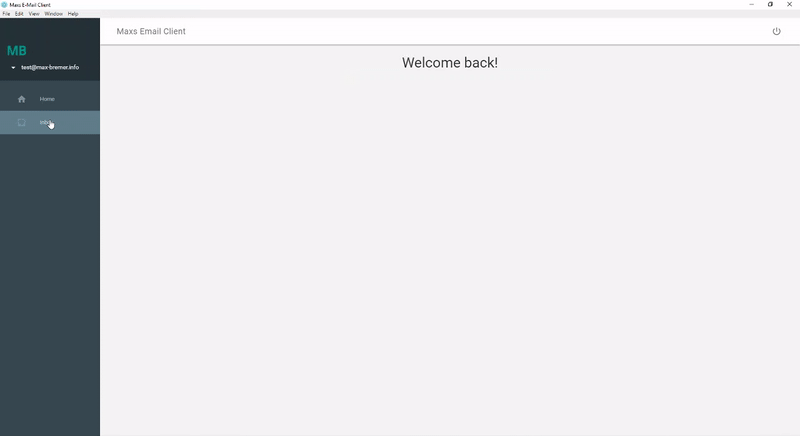 Maxs E-Mail Client
File Edit View Window Help
Maxs Email Client
MB
test@max-bremer.info
Welcome back!
Home